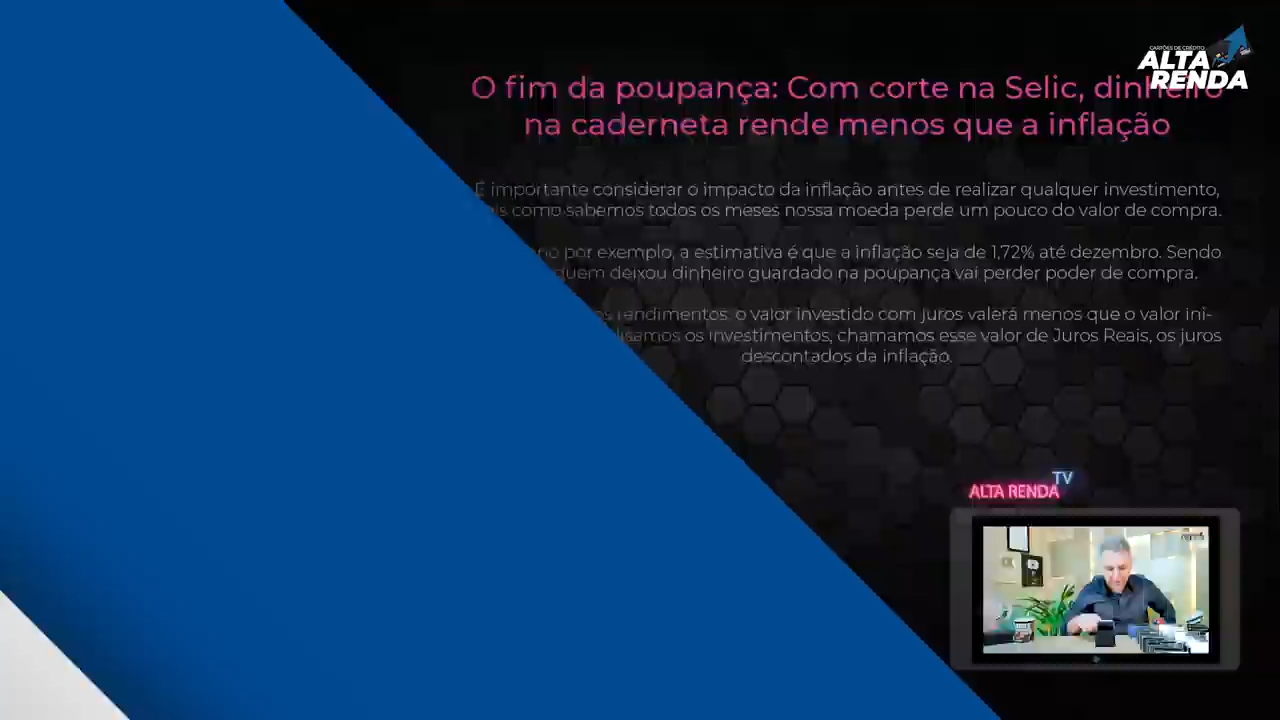 CARTÕES DE CRÉDITO
ALTA
RENDA
O fim da poupança: Com corte na Selic, dinheiro
na caderneta rende menos que a inflação
É importante considerar o impacto da inflação antes de realizar qualquer investimento,
como sabemos todos os meses nossa moeda perde um pouco do valor de compra.
por exemplo, a estimativa é que a inflação seja de 1,72% até dezembro. Sendo
quem deixou dinheiro guardado na poupança vai perder poder de compra.
rendimentos, o valor investido com juros valerá menos que o valor ini-
os investimentos, chamamos esse valor de Juros Reais, os juros
descontados da inflação.
TV
ALTA RENDA